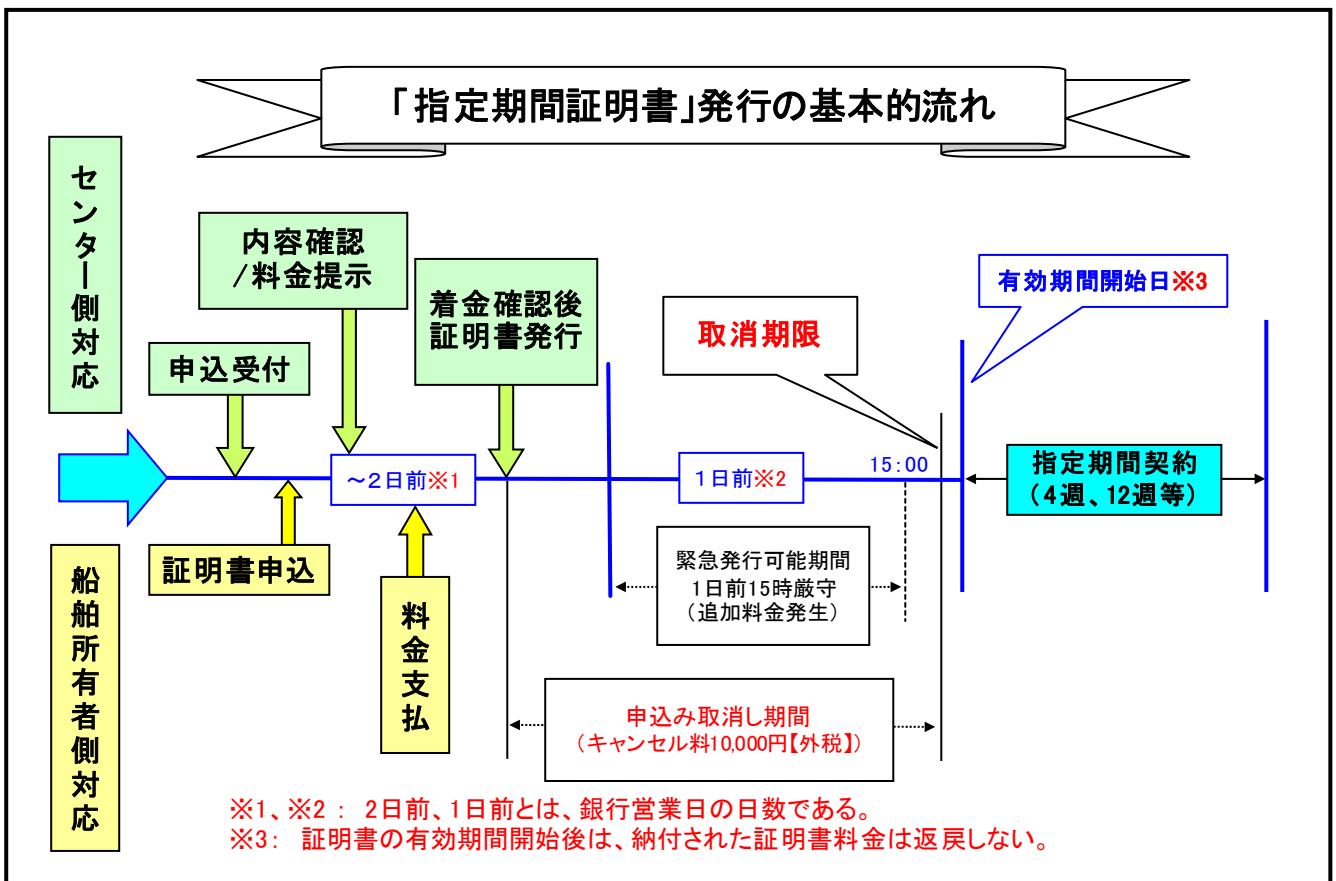 「指定期間証明書」発行の基本的流れ
センター側対応
内容確認
/料金提示
着金確認後
証明書発行
申込受付
取消期限
有効期間開始日※3
～2日前※1
1日前※2
15:00
指定期間契約
(4週、12週等)
証明書申込
料金支払
船舶所有者側対応
緊急発行可能期間
1日前15時厳守
(追加料金発生)
申込み取消し期間
(キャンセル料10,000円【外税】)
※1、※2 : 2日前、1日前とは、銀行営業日の日数である。
※3: 証明書の有効期間開始後は、納付された証明書料金は返戻しない。